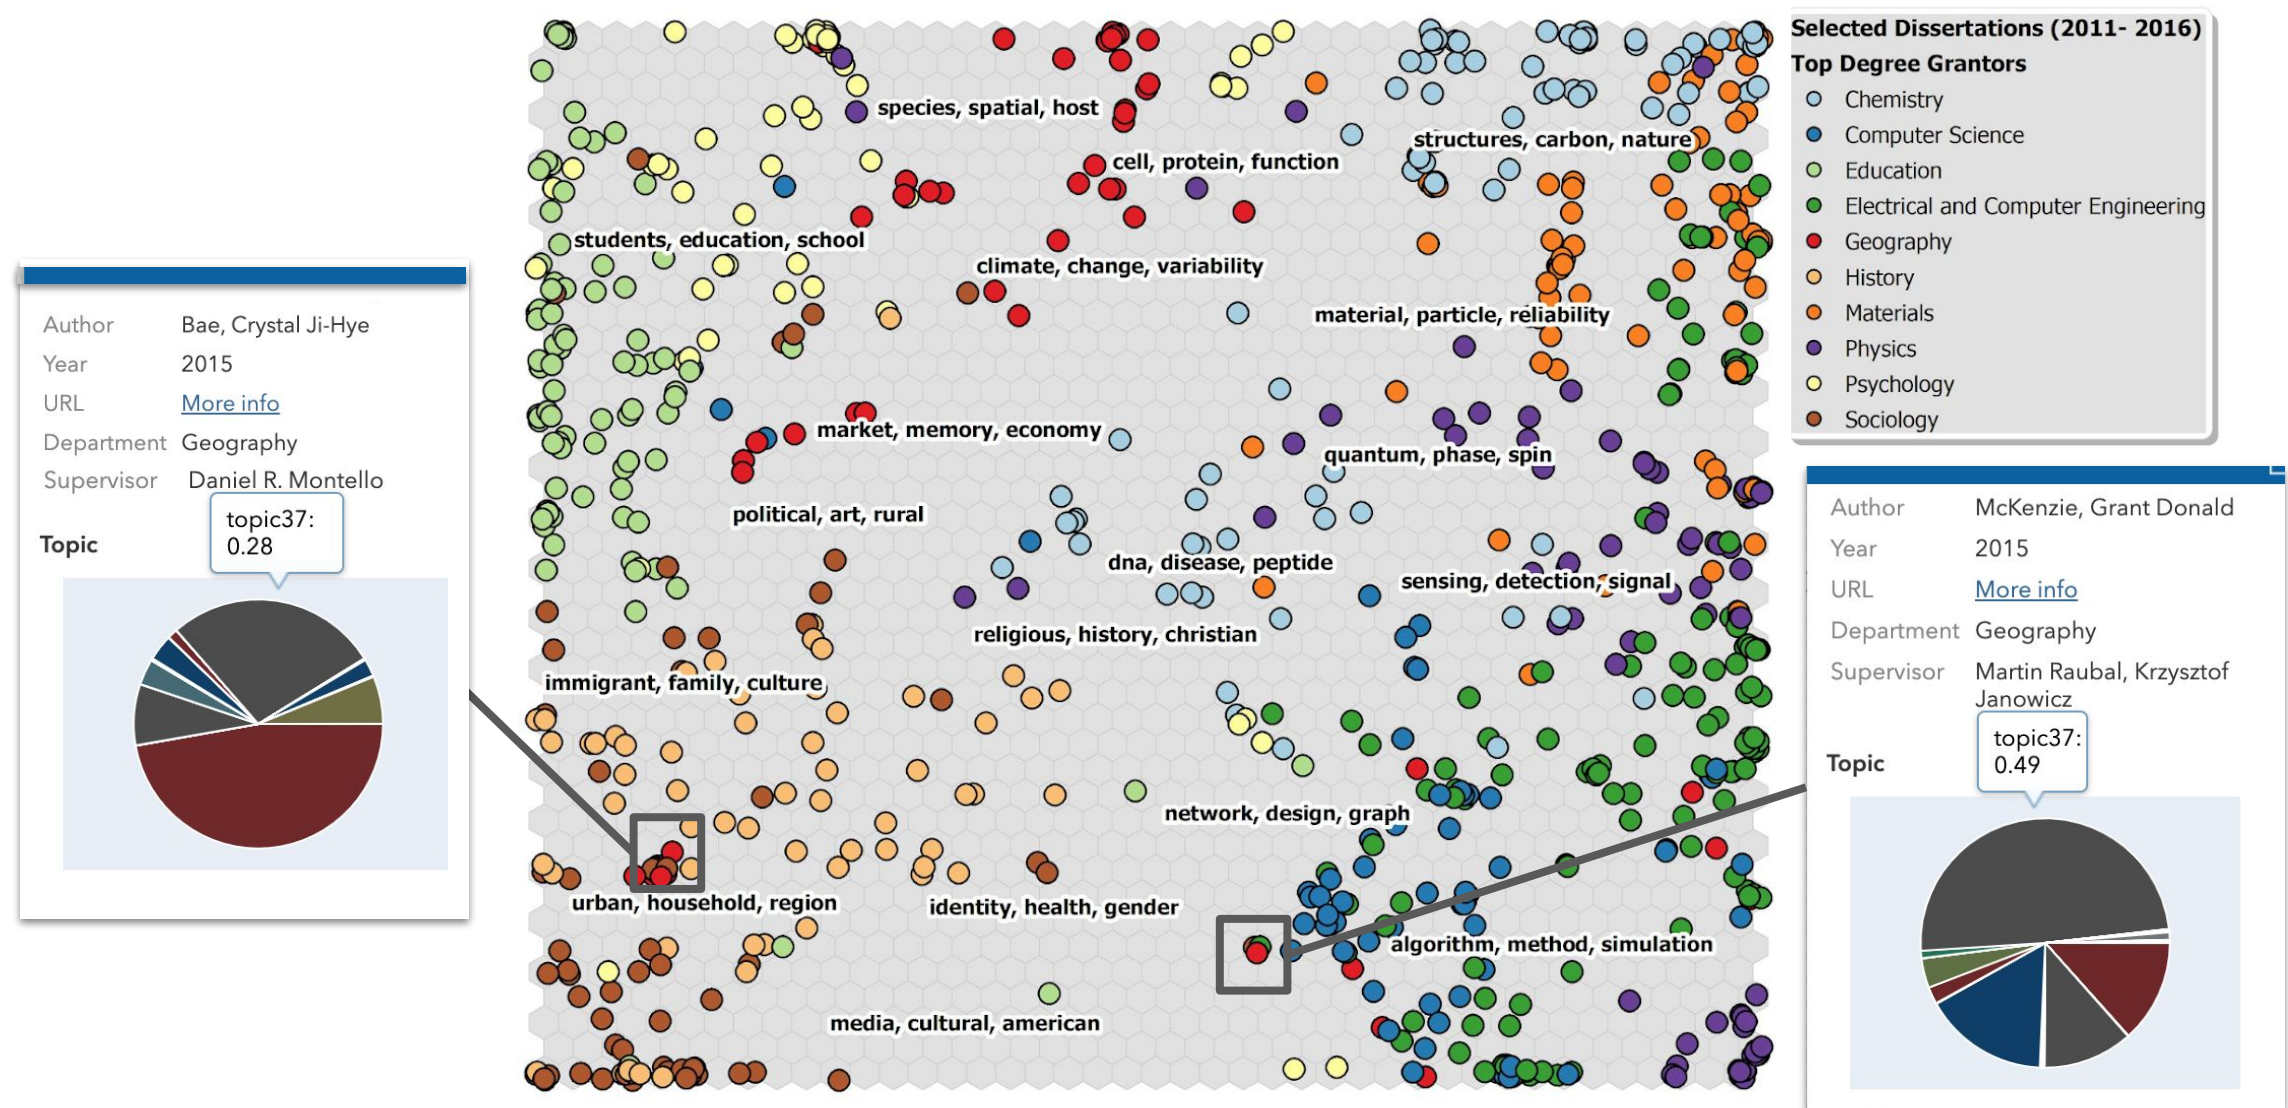 Selected Dissertations (2011- 2016)
Top Degree Grantors
Chemistry
Computer Science
Education
Electrical and Computer Engineering
Geography
History
Materials
Physics
Psychology
Sociology
species, spatial, host
structures, carbon, nature
cell, protein, function
students, education, school
climate, change, variability
material, particle, reliability
market, memory, economy
quantum, phase, spin
political, art, rural
dna, disease, peptide
sensing, detection, signal
religious, history, christian
immigrant, family, culture
network, design, graph
urban, household, region
identity, health, gender
algorithm, method, simulation
media, cultural, american
Author Bae, Crystal Ji-Hye
Year 2015
URL More info
Department Geography
Supervisor Daniel R. Montello
topic37:
0.28
Topic
Author McKenzie, Grant Donald
Year 2015
URL More info
Department Geography
Supervisor Martin Raubal, Krzysztof
Janowicz
topic37:
0.49
Topic